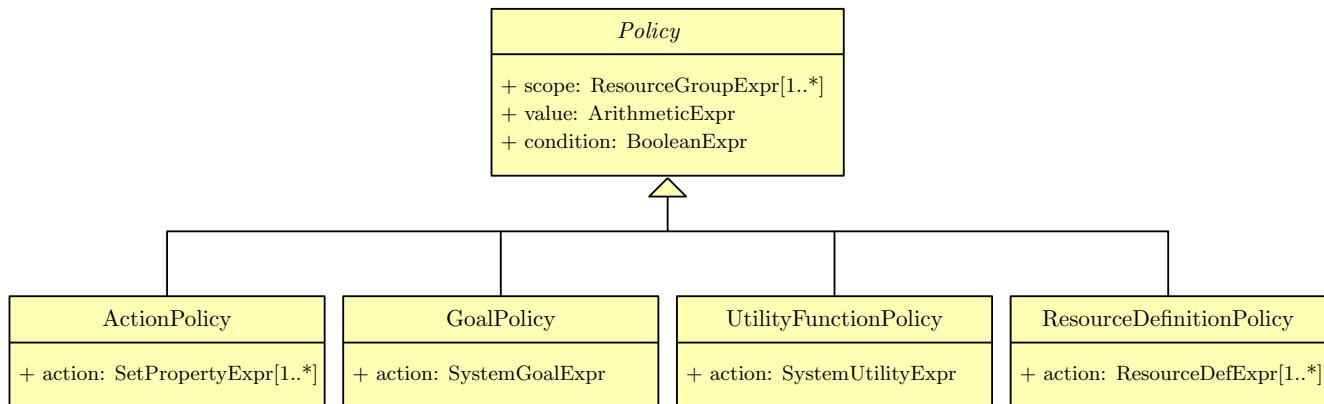 Policy
+ scope: ResourceGroupExpr[1..*]
+ value: ArithmeticExpr
+ condition: BooleanExpr
ActionPolicy
+ action: SetPropertyExpr[1..*]
GoalPolicy
+ action: SystemGoalExpr
UtilityFunctionPolicy
+ action: SystemUtilityExpr
ResourceDefinitionPolicy
+ action: ResourceDefExpr[1..*]